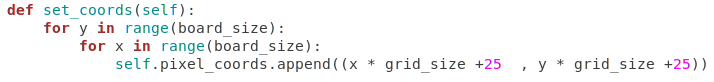 def set_coords(self):
    for y in range(board_size):
        for x in range(board_size):
            self.pixel_coords.append((x * grid_size +25  , y * grid_size +25))